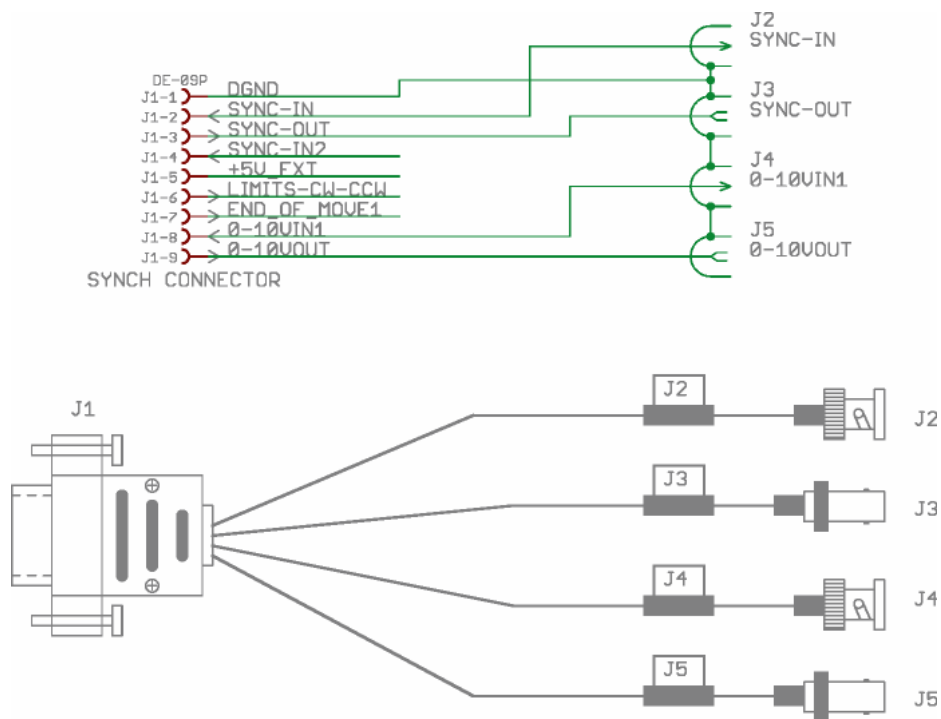 J2
SYNC-IN
DE-09P
J1-1 DGND
J3
J1-2 SYNC-IN
SYNC-OUT
J1-3 SYNC-OUT
J1-4 SYNC-IN2
J4
J1-5 +5V_EXT
0-10VIN1
J1-6 LIMITS-CW-CCW
J1-7 END_OF_MOVE1
J5
J1-8 0-10VIN1
0-10VOUT
J1-9 0-10VOUT
SYNCH CONNECTOR
J1
J2
J2
J3
J3
J4
J4
J5
J5